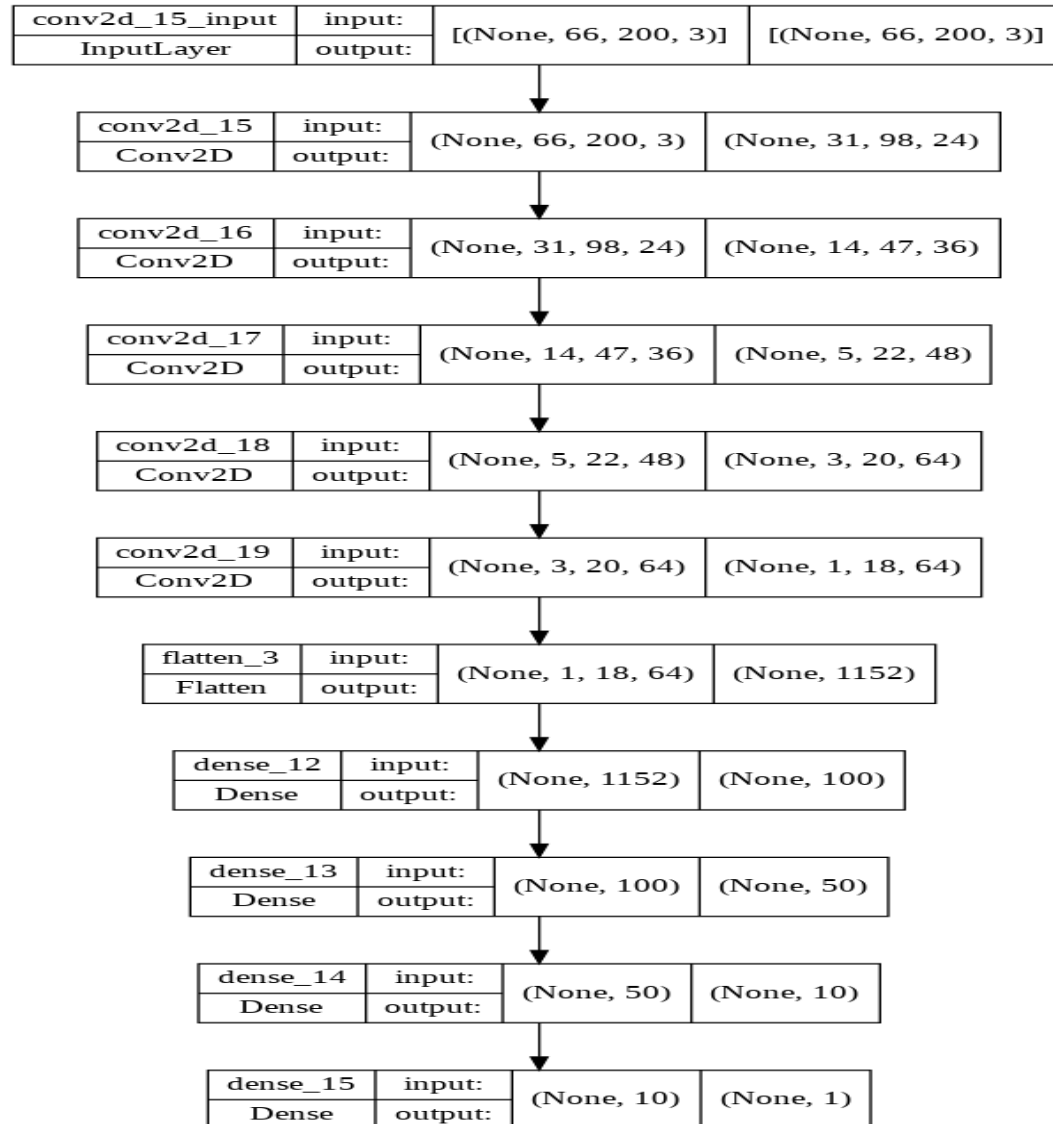 conv2d_15_input input: [(None, 66, 200, 3)] [(None, 66, 200, 3)]
InputLayer output:
conv2d_15 input: (None, 66, 200, 3) (None, 31, 98, 24)
Conv2D output:
conv2d_16 input: (None, 31, 98, 24) (None, 14, 47, 36)
Conv2D output:
conv2d_17 input: (None, 14, 47, 36) (None, 5, 22, 48)
Conv2D output:
conv2d_18 input: (None, 5, 22, 48) (None, 3, 20, 64)
Conv2D output:
conv2d_19 input: (None, 3, 20, 64) (None, 1, 18, 64)
Conv2D output:
flatten_3 input: (None, 1, 18, 64) (None, 1152)
Flatten output:
dense_12 input: (None, 1152) (None, 100)
Dense output:
dense_13 input: (None, 100) (None, 50)
Dense output:
dense_14 input: (None, 50) (None, 10)
Dense output:
dense_15 input: (None, 10) (None, 1)
Dense output: